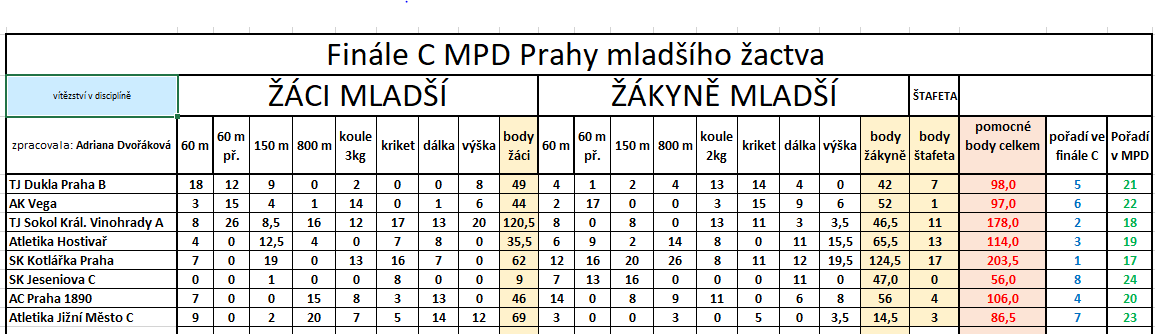 Finále C MPD Prahy mladšího žactva
vítězství v disciplíně ŽÁCI MLADŠÍ ŽÁKYNĚ MLADŠÍ ŠTAFETA
zpracovala: Adriana Dvořáková 60 m 60 m př. 150 m 800 m koule 3kg kriket dálka výška body žáci 60 m 60 m př. 150 m 800 m koule 2kg kriket dálka výška body žákyně body štafeta pomocné body celkem pořadí ve finále C Pořadí v MPD
TJ Dukla Praha B 18 12 9 0 2 0 0 8 49 4 1 2 4 13 14 4 0 42 7 98,0 5 21
AK Vega 3 15 4 1 14 0 1 6 44 2 17 0 0 3 15 9 6 52 1 97,0 6 22
TJ Sokol Král. Vinohrady A 8 26 8,5 16 12 17 13 20 120,5 8 0 8 0 13 11 3 3,5 46,5 11 178,0 2 18
Atletika Hostivař 4 0 12,5 4 0 7 8 0 35,5 6 9 2 14 8 0 11 15,5 65,5 13 114,0 3 19
SK Kotlářka Praha 7 0 19 0 13 16 7 0 62 12 16 20 26 8 11 12 19,5 124,5 17 203,5 1 17
SK Jeseniova C 0 0 1 0 0 8 0 0 9 7 13 16 0 0 0 11 0 47,0 0 56,0 8 24
AC Praha 1890 7 0 0 15 8 3 13 0 46 14 0 8 9 11 0 6 8 56 4 106,0 4 20
Atletika Jižní Město C 9 0 2 20 7 5 14 12 69 3 0 0 3 0 5 0 3,5 14,5 3 86,5 7 23